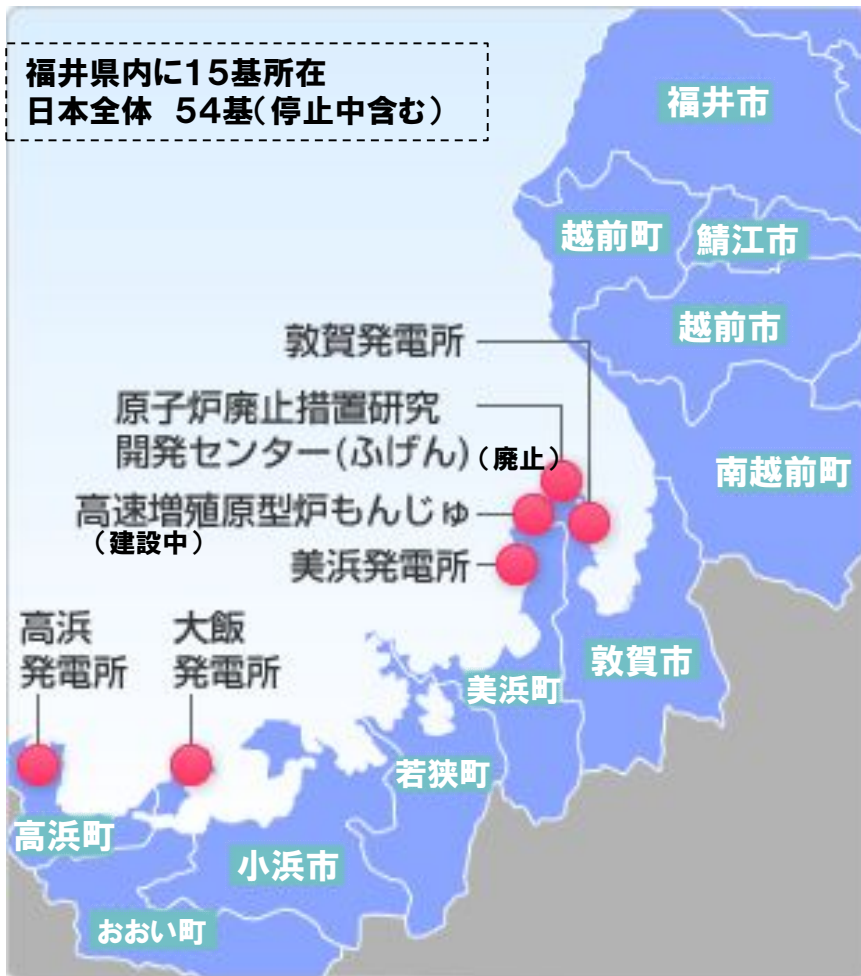 福井県内に15基所在
日本全体 54基(停止中含む)
福井市
越前町
鯖江市
越前市
敦賀発電所
原子炉廃止措置研究
開発センター(ふげん)(廃止)
南越前町
高速増殖原型炉もんじゅ
(建設中)
美浜発電所
高浜
発電所
大飯
発電所
敦賀市
美浜町
若狭町
高浜町
小浜市
おおい町